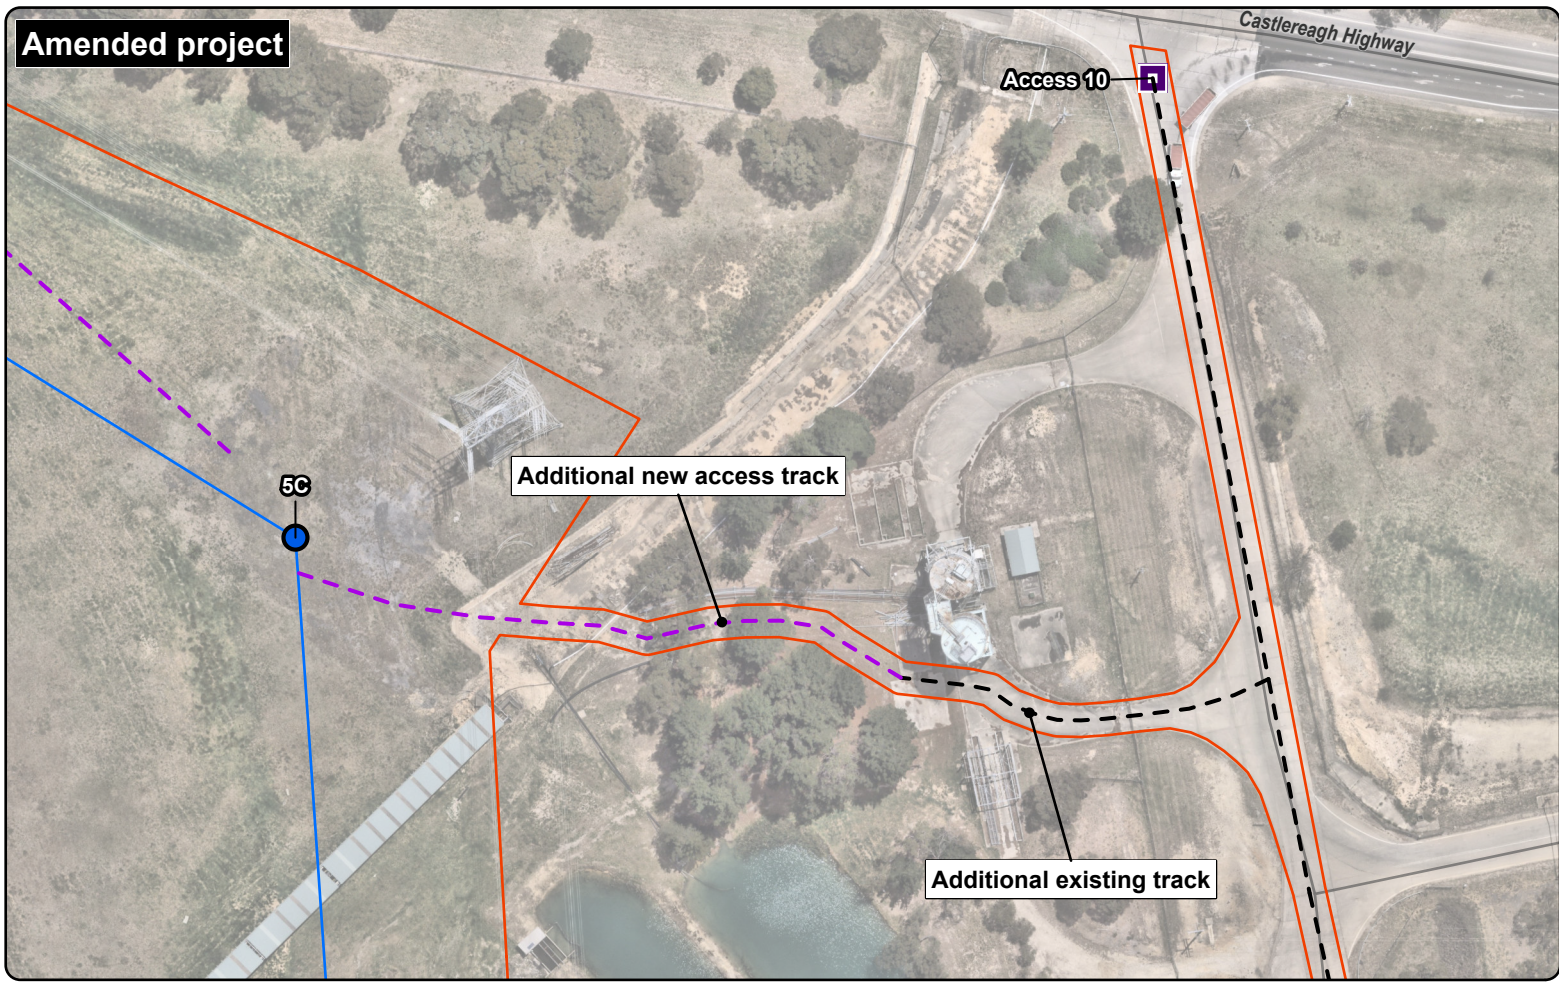 Amended project
Castlereagh Highway
Access 10
Additional new access track
5C
Additional existing track